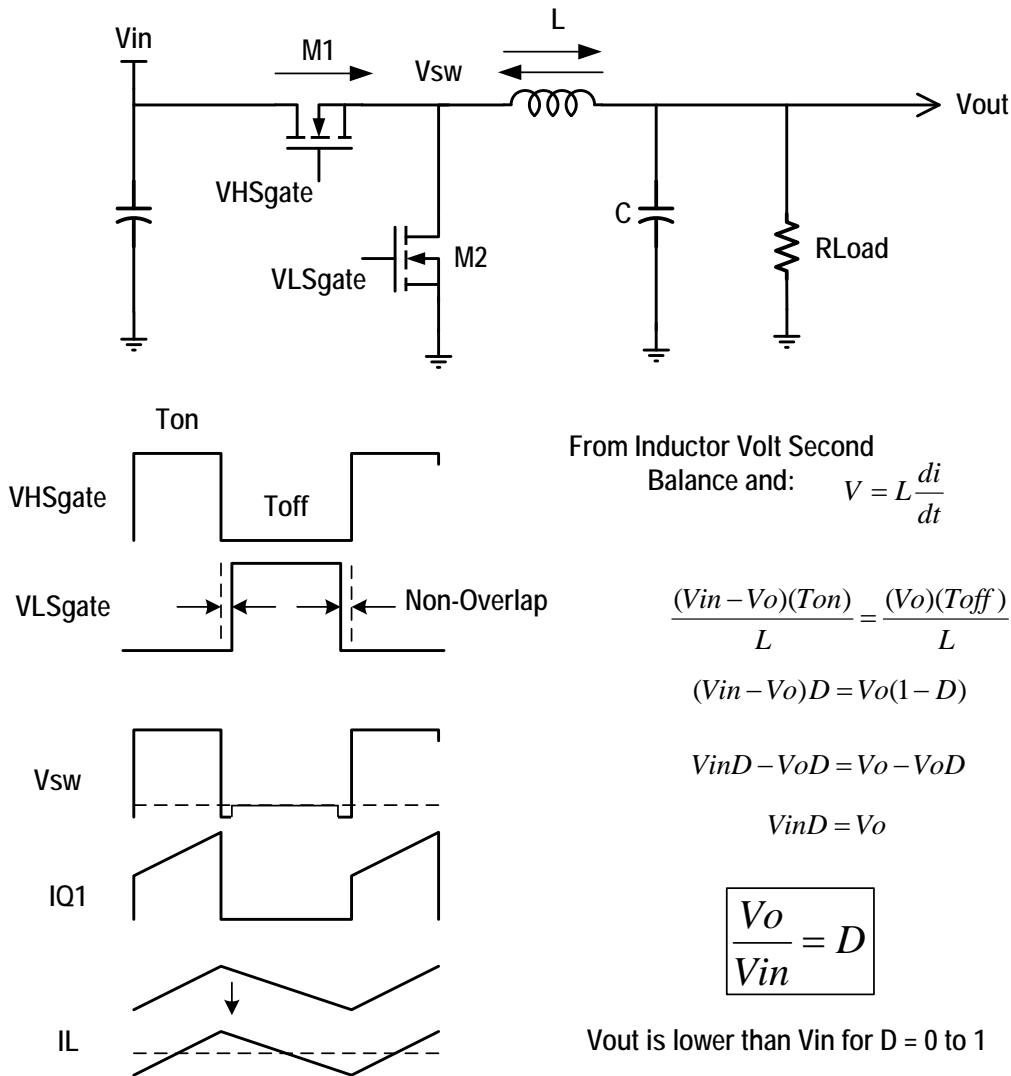 Vin
M1
Vsw
L
Vout
VHSgate
C
RLoad
M2
VLSgate
Ton
VHSgate
Toff
VLSgate
Non-Overlap
Vsw
IQ1
IL
From Inductor Volt Second
Balance and:
V = L di/dt
(Vin – Vo)(Ton)/L = (Vo)(Toff)/L
(Vin – Vo)D = Vo(1 – D)
VinD – VoD = Vo – VoD
VinD = Vo
Vo/Vin = D
Vout is lower than Vin for D = 0 to 1